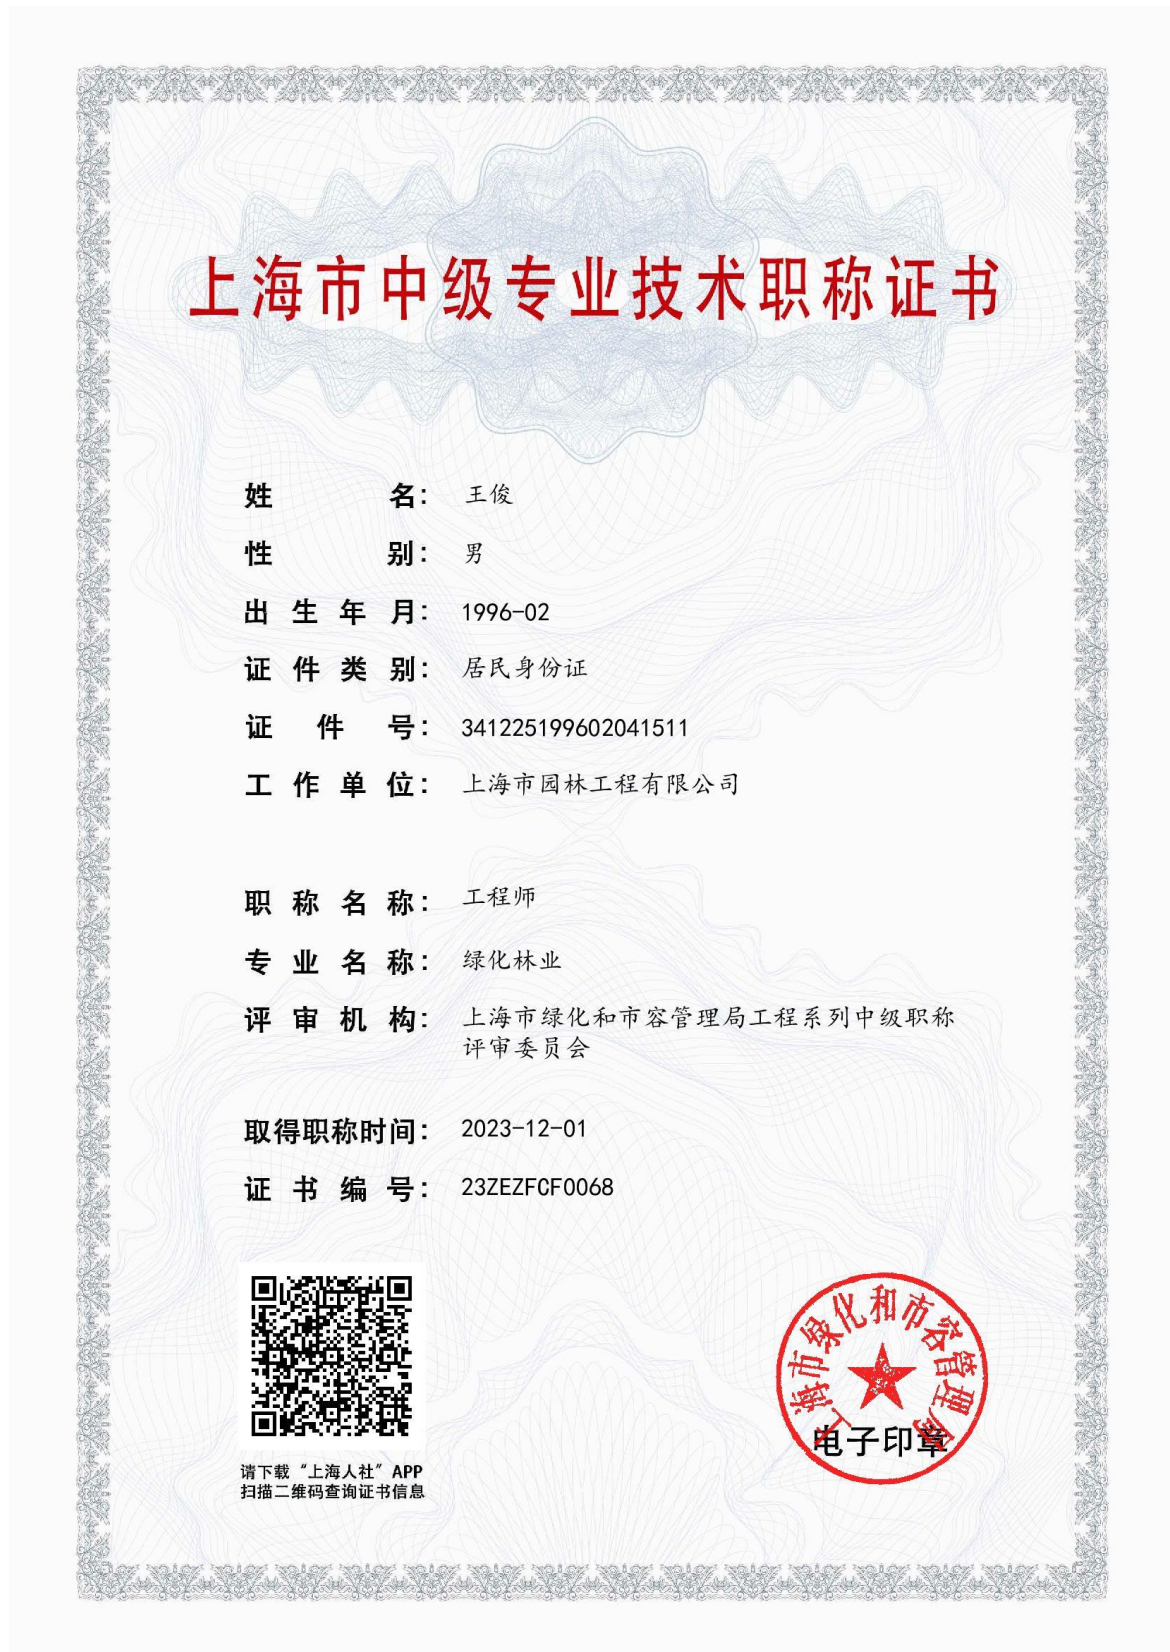 上海市中级专业技术职称证书
姓名：王俊
性别：男
出生年月：1996-02
证件类别：居民身份证
证件号：341225199602041511
工作单位：上海市园林工程有限公司
职称名称：工程师
专业名称：绿化林业
评审机构：上海市绿化和市容管理局工程系列中级职称
评审委员会
取得职称时间：2023-12-01
证书编号：23ZEZFCF0068
上海市绿化和市容管理局
电子印章
请下载“上海人社”APP
扫描二维码查询证书信息